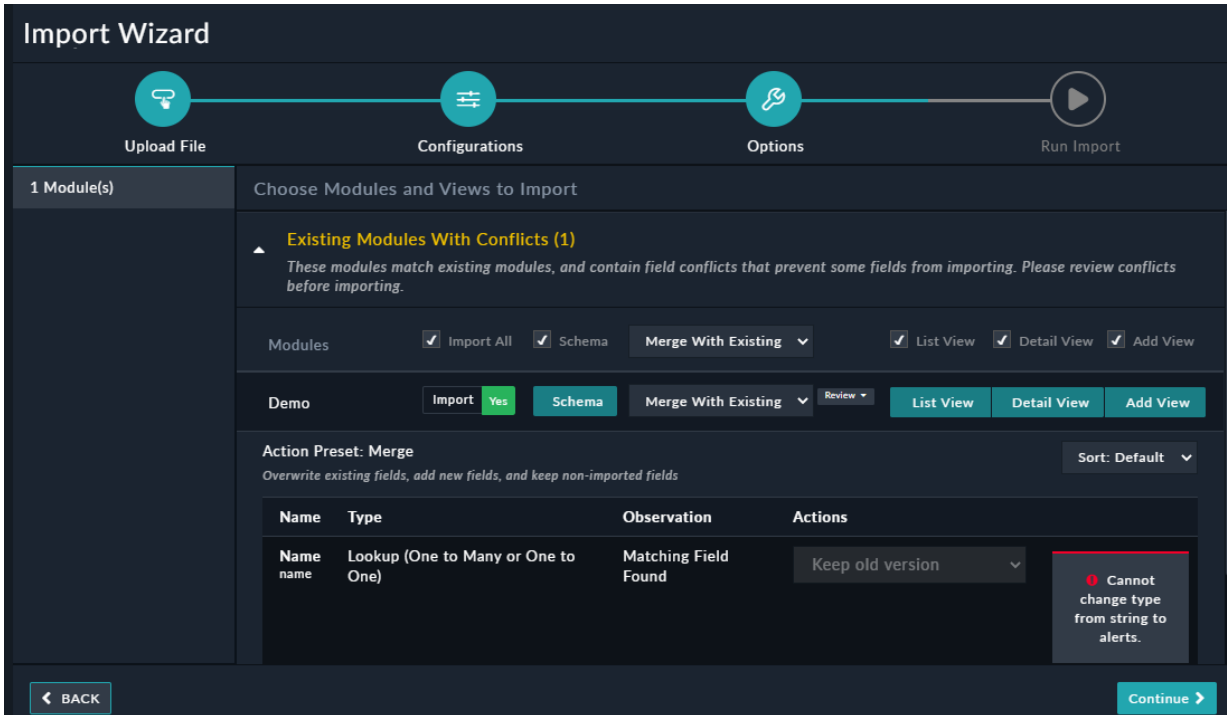 Import Wizard
Upload File
Configurations
Options
Run Import
1 Module(s)
Choose Modules and Views to Import
Existing Modules With Conflicts (1)
These modules match existing modules, and contain field conflicts that prevent some fields from importing. Please review conflicts
before importing.
Modules Import All Schema Merge With Existing List View Detail View Add View
Demo Import Yes Schema Merge With Existing Review List View Detail View Add View
Action Preset: Merge
Overwrite existing fields, add new fields, and keep non-imported fields
Sort: Default
Name Type Observation Actions
Name
name
Lookup (One to Many or One to
One)
Matching Field
Found
Keep old version
Cannot
change type
from string to
alerts.
BACK
Continue